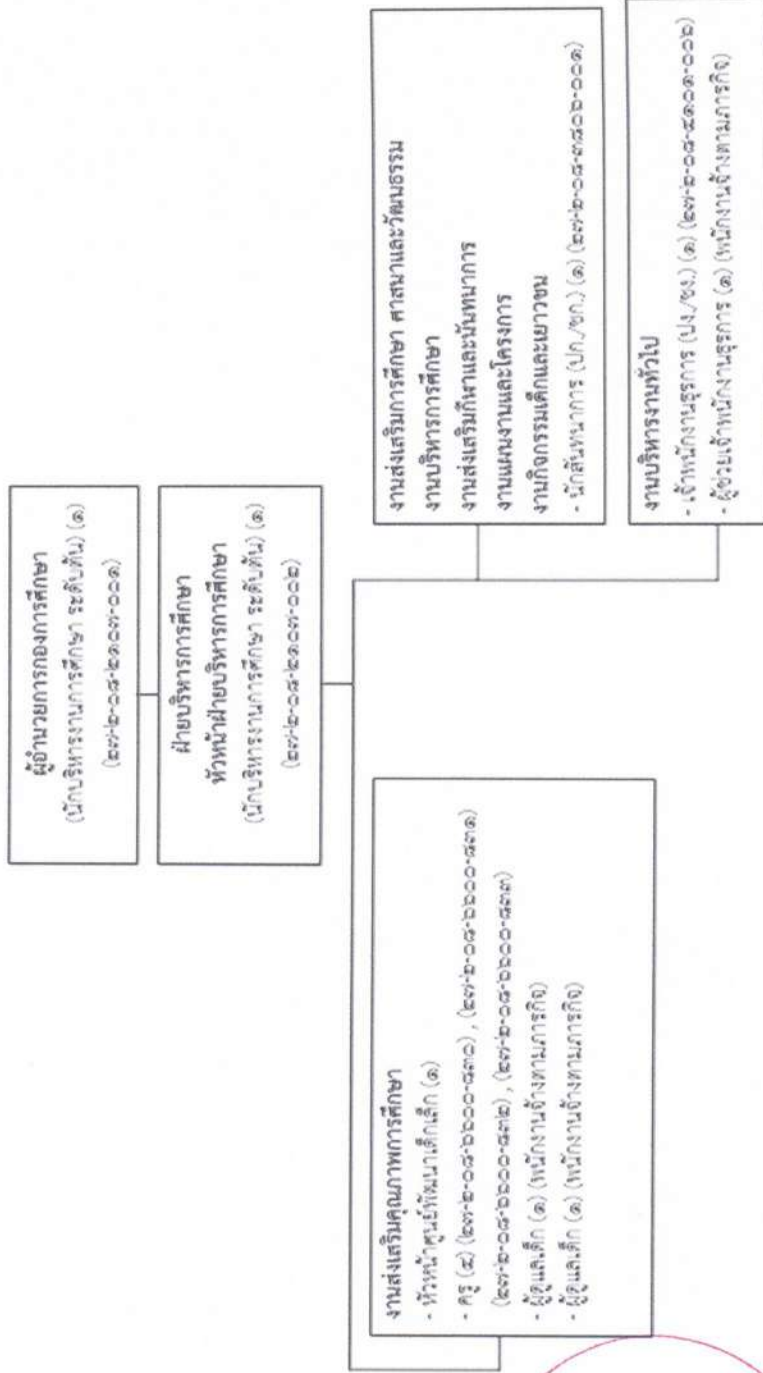 ผู้อำนวยการกองการศึกษา
(นักบริหารงานการศึกษา ระดับต้น) (๑)
(๒๗-๒-๐๘-๒๑๐๗-๐๐๑)
ฝ่ายบริหารการศึกษา
หัวหน้าฝ่ายบริหารการศึกษา
(นักบริหารงานการศึกษา ระดับต้น) (๑)
(๒๗-๒-๐๘-๒๑๐๗-๐๐๒)
งานส่งเสริมคุณภาพการศึกษา
- หัวหน้าศูนย์พัฒนาเด็กเล็ก (๑)
- ครู (๔) (๒๗-๒-๐๘-๖๖๐๐-๘๓๐) , (๒๗-๒-๐๘-๖๖๐๐-๘๓๑)
(๒๗-๒-๐๘-๖๖๐๐-๘๓๒) , (๒๗-๒-๐๘-๖๖๐๐-๘๓๓)
- ผู้ดูแลเด็ก (๑) (พนักงานจ้างตามภารกิจ)
- ผู้ดูแลเด็ก (๑) (พนักงานจ้างตามภารกิจ)
งานส่งเสริมการศึกษา ศาสนาและวัฒนธรรม
งานบริหารการศึกษา
งานส่งเสริมกีฬาและนันทนาการ
งานแผนงานและโครงการ
งานกิจกรรมเด็กและเยาวชน
- นักสันทนาการ (ปก./ชก.) (๑) (๒๗-๒-๐๘-๓๘๐๒-๐๐๑)
งานบริหารงานทั่วไป
- เจ้าพนักงานธุรการ (ปง./ชง.) (๑) (๒๗-๒-๐๘-๔๑๐๑-๐๐๒)
- ผู้ช่วยเจ้าพนักงานธุรการ (๑) (พนักงานจ้างตามภารกิจ)